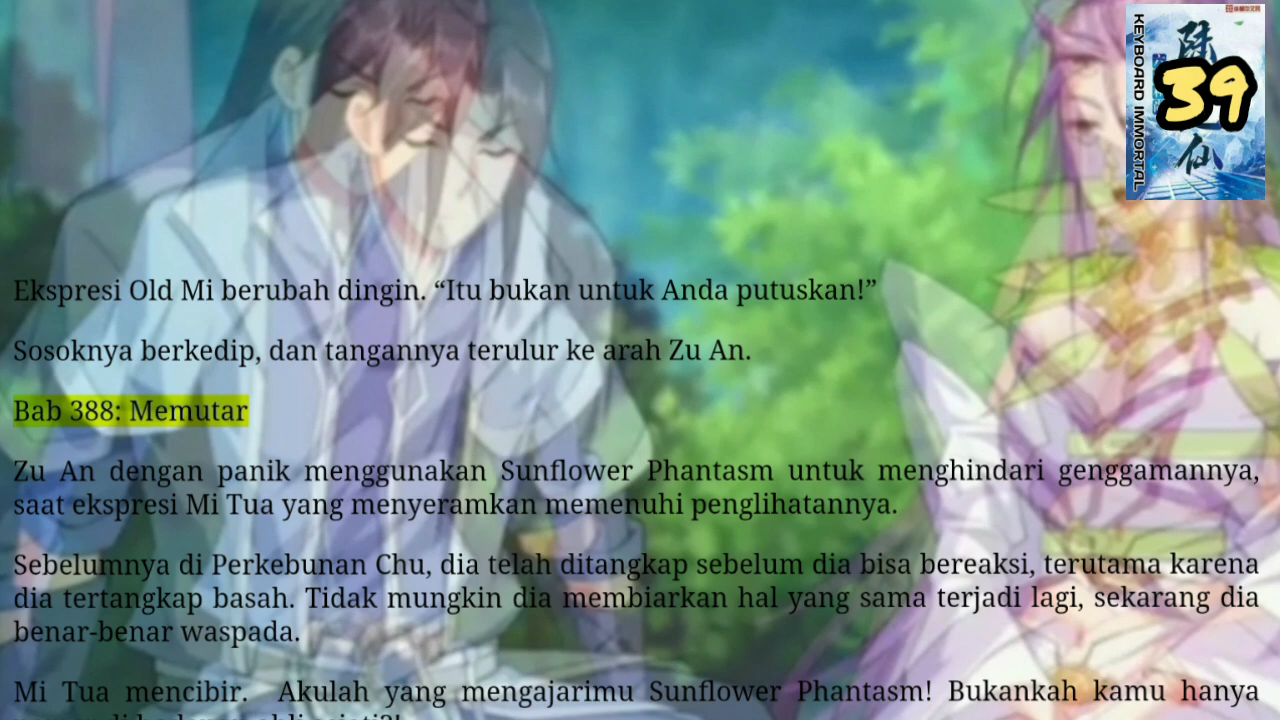 KEYBOARD IMMORTAL
39
仙
Ekspresi Old Mi berubah dingin. “Itu bukan untuk Anda putuskan!”
Sosoknya berkedip, dan tangannya terulur ke arah Zu An.
Bab 388: Memutar
Zu An dengan panik menggunakan Sunflower Phantasm untuk menghindari genggamannya,
saat ekspresi Mi Tua yang menyeramkan memenuhi penglihatannya.
Sebelumnya di Perkebunan Chu, dia telah ditangkap sebelum dia bisa bereaksi, terutama karena
dia tertangkap basah. Tidak mungkin dia membiarkan hal yang sama terjadi lagi, sekarang dia
benar-benar waspada.
Mi Tua mencibir.  Akulah yang mengajarimu Sunflower Phantasm! Bukankah kamu hanya